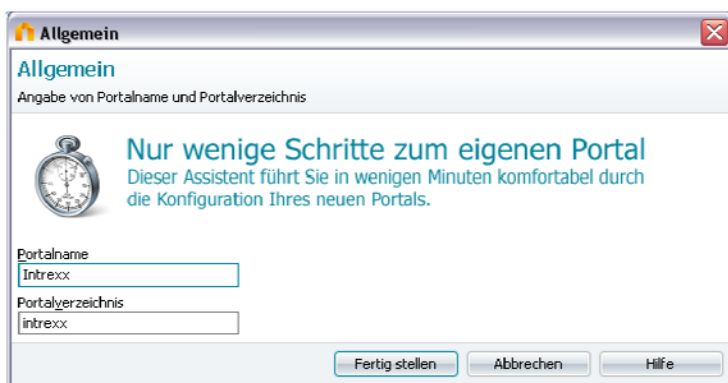 Allgemein
Allgemein
Angabe von Portalname und Portalverzeichnis
Nur wenige Schritte zum eigenen Portal
Dieser Assistent führt Sie in wenigen Minuten komfortabel durch
die Konfiguration Ihres neuen Portals.
Portalname
Intrexx
Portalverzeichnis
intrexx
Fertig stellen Abbrechen Hilfe